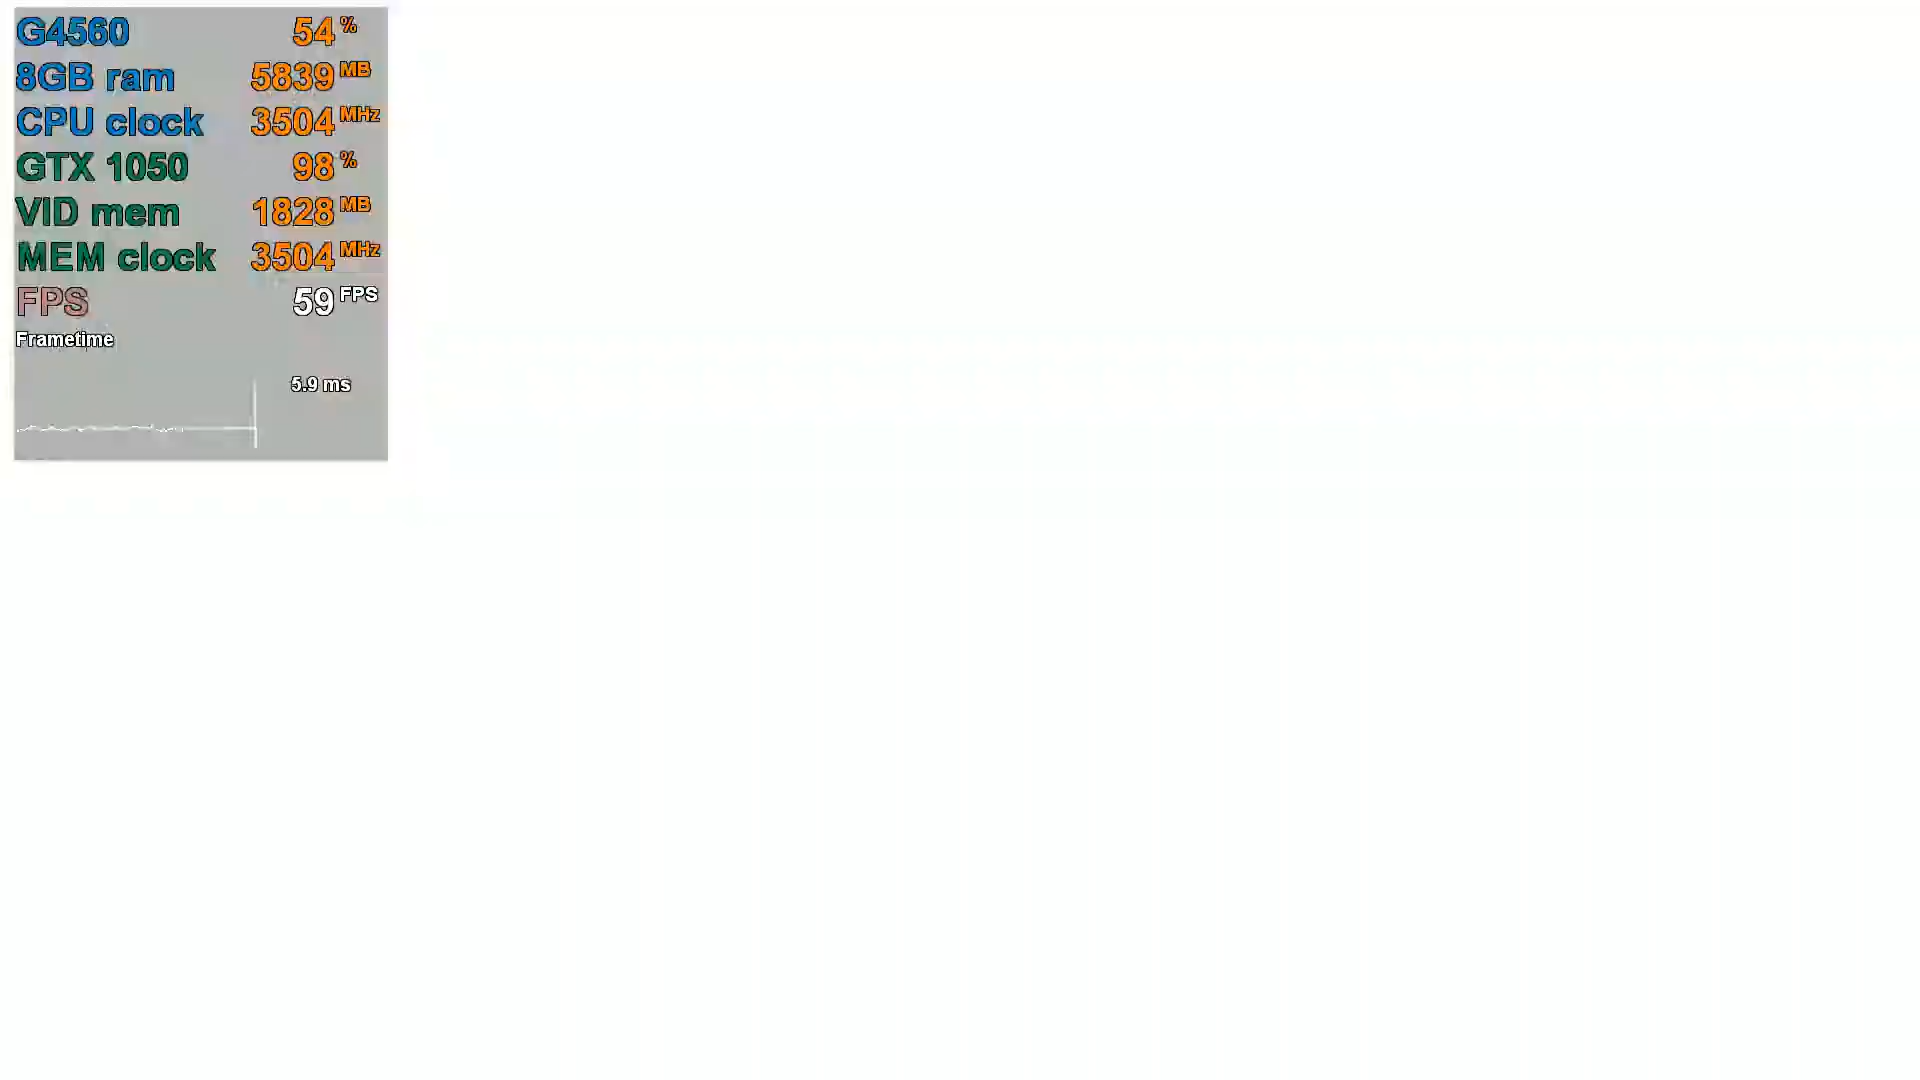 G4560 54 %
8GB ram 5839 MB
CPU clock 3504 MHz
GTX 1050 98 %
VID mem 1828 MB
MEM clock 3504 MHz
FPS 59 FPS
Frametime
5.9 ms